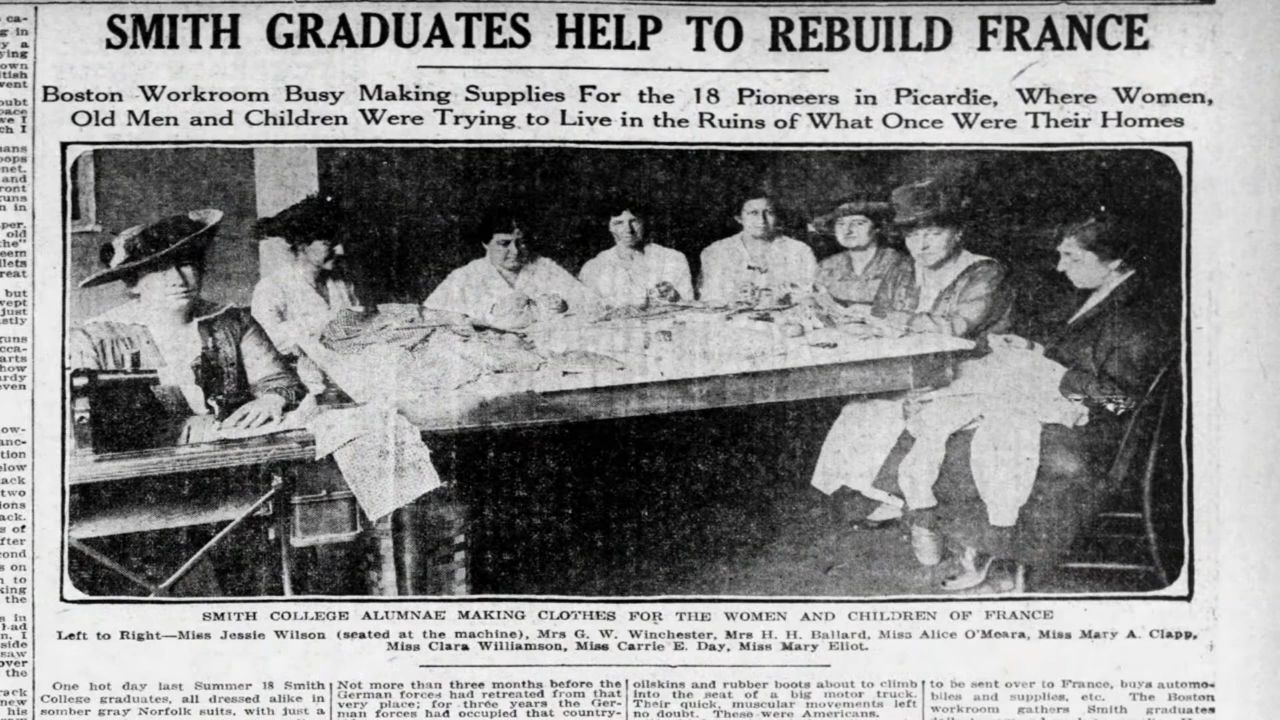 SMITH GRADUATES HELP TO REBUILD FRANCE
Boston Workroom Busy Making Supplies For the 18 Pioneers in Picardie, Where Women,
Old Men and Children Were Trying to Live in the Ruins of What Once Were Their Homes
SMITH COLLEGE ALUMNAE MAKING CLOTHES FOR THE WOMEN AND CHILDREN OF FRANCE
Left to Right—Miss Jessie Wilson (seated at the machine), Mrs G. W. Winchester, Mrs H. H. Ballard, Miss Alice O'Meara, Miss Mary A. Clapp,
Miss Clara Williamson, Miss Carrie E. Day, Miss Mary Eliot.
One hot day last Summer 18 Smith
College graduates, all dressed alike in
somber gray Norfolk suits, with just a
Not more than three months before the
German forces had retreated from that
very place; for three years the Ger-
man forces had occupied that country-
oilskins and rubber boots about to climb
into the seat of a big motor truck.
Their quick, muscular movements left
no doubt. These were Americans.
to be sent over to France, buys automo-
biles and supplies, etc. The Boston
workroom gathers Smith graduates